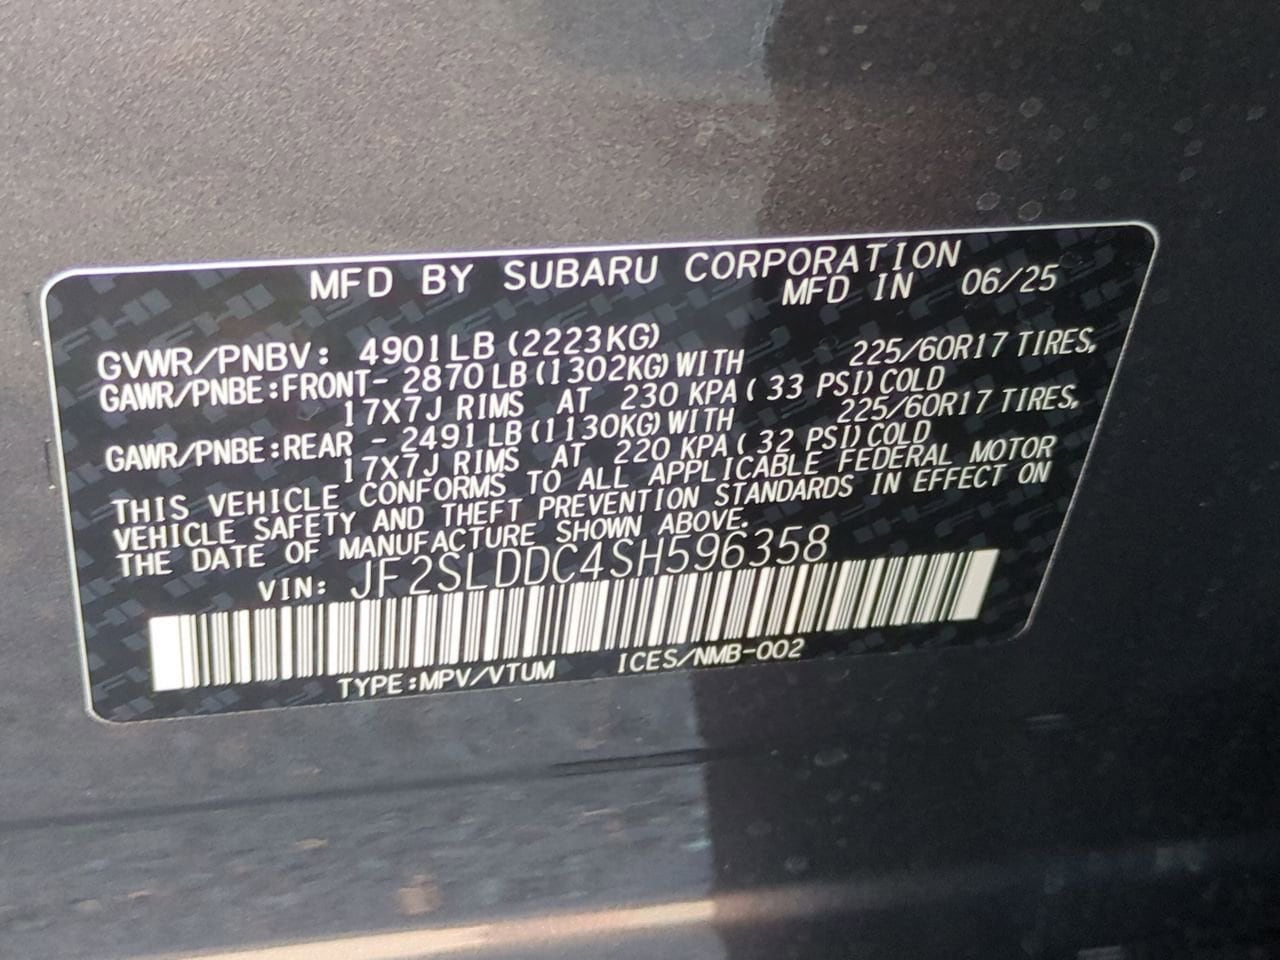 MFD BY SUBARU CORPORATION
MFD IN 06/25
GVWR/PNBV: 4901LB (2223KG)
GAWR/PNBE:FRONT- 2870LB(1302KG)WITH 225/60R17 TIRES,
17X7J RIMS AT 230 KPA( 33 PSI)COLD
GAWR/PNBE:REAR - 2491LB(1130KG)WITH 225/60R17 TIRES,
17X7J RIMS AT 220 KPA( 32 PSI)COLD
THIS VEHICLE CONFORMS TO ALL APPLICABLE FEDERAL MOTOR
VEHICLE SAFETY AND THEFT PREVENTION STANDARDS IN EFFECT ON
THE DATE OF MANUFACTURE SHOWN ABOVE.
VIN: JF2SLDDC4SH596358
TYPE:MPV/VTUM ICES/NMB-002